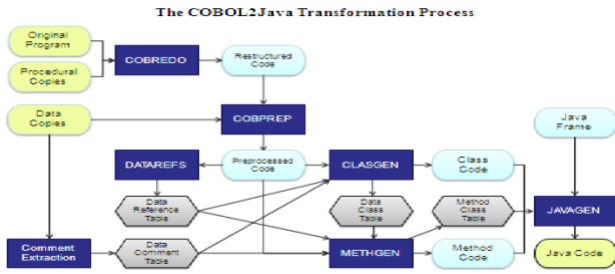 The COBOL2Java Transformation Process
Original
Program
Procedural
Copies
COBREDO
Restructured
Code
Data
Copies
COBPREP
Java
Frame
DATAREFS
Preprocessed
Code
CLASGEN
Class
Code
Data
Reference
Table
Data
Class
Table
Method
Class
Table
JAVAGEN
Comment
Extraction
Data
Comment
Table
METHGEN
Method
Code
Java Code